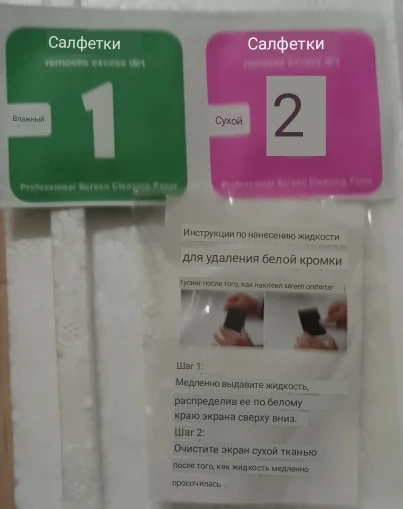 Салфетки
removes excess dirt
Влажный
1
Professional Screen Cleaning Paper
Салфетки
removes excess dirt
Сухой
2
Professional Screen Cleaning Paper
Инструкции по нанесению жидкости
для удаления белой кромки
после того, как наклеил screen
Шаг 1:
Медленно выдавите жидкость,
распределив ее по белому
краю экрана сверху вниз.
Шаг 2:
Очистите экран сухой тканью
после того, как жидкость медленно
просочилась